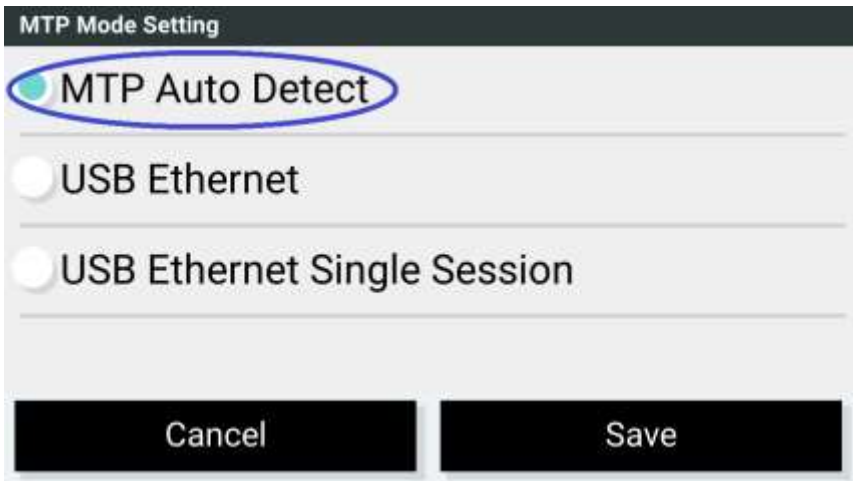 MTP Mode Setting
MTP Auto Detect
USB Ethernet
USB Ethernet Single Session
Cancel Save